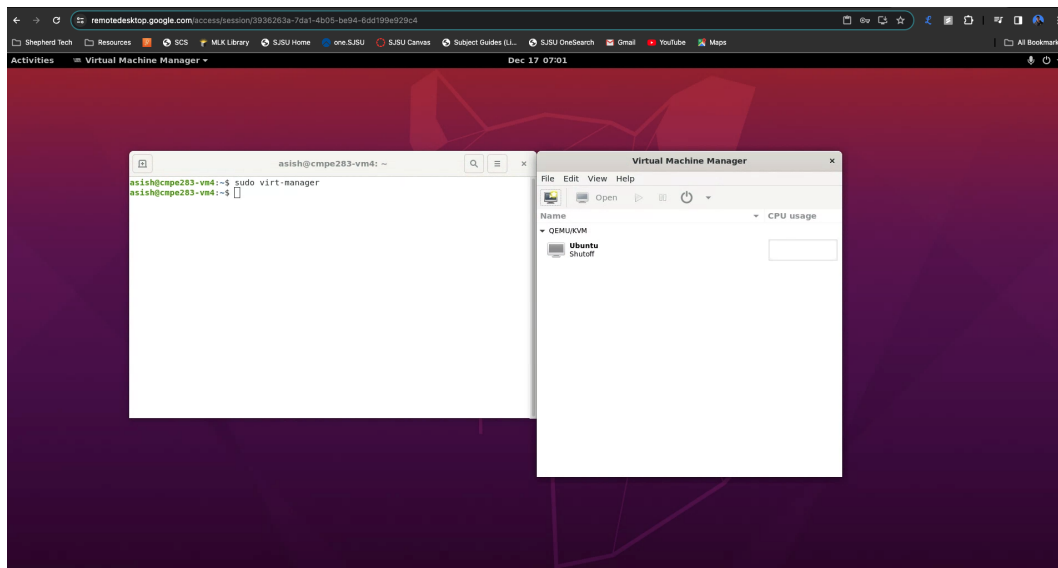 remotedesktop.google.com/access/session/3936263a-7da1-4b05-be94-6dd199e929c4
Shepherd Tech Resources SCS MLK Library SJSU Home one.SJSU SJSU Canvas Subject Guides (Li... SJSU OneSearch Gmail YouTube Maps All Bookmark
Activities Virtual Machine Manager Dec 17 07:01
asish@cmpe283-vm4: ~
asish@cmpe283-vm4:~$ sudo virt-manager
asish@cmpe283-vm4:~$
Virtual Machine Manager
File Edit View Help
Open
Name CPU usage
QEMU/KVM
Ubuntu
Shutoff